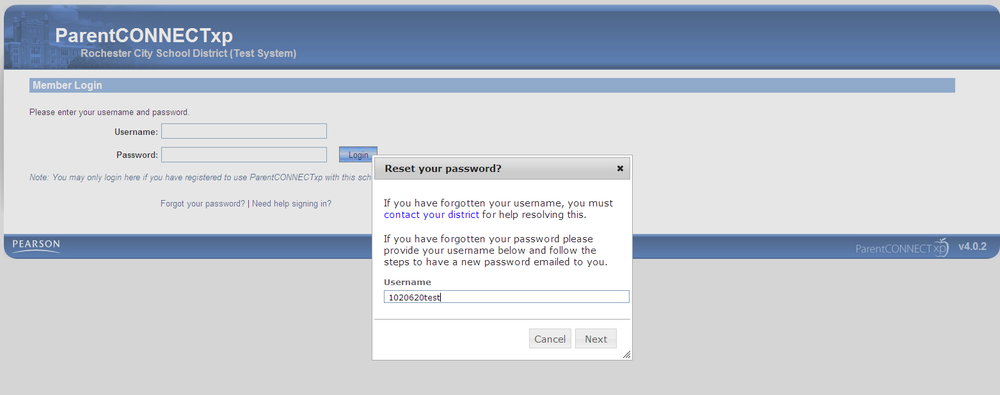 ParentCONNECTxp
Rochester City School District (Test System)
Member Login
Please enter your username and password.
Username:
Password:
Login
Note: You may only login here if you have registered to use ParentCONNECTxp with this sch
Forgot your password? | Need help signing in?
Reset your password?
If you have forgotten your username, you must
contact your district for help resolving this.
If you have forgotten your password please
provide your username below and follow the
steps to have a new password emailed to you.
Username
1020620test
Cancel Next
PEARSON
ParentCONNECTxp v4.0.2